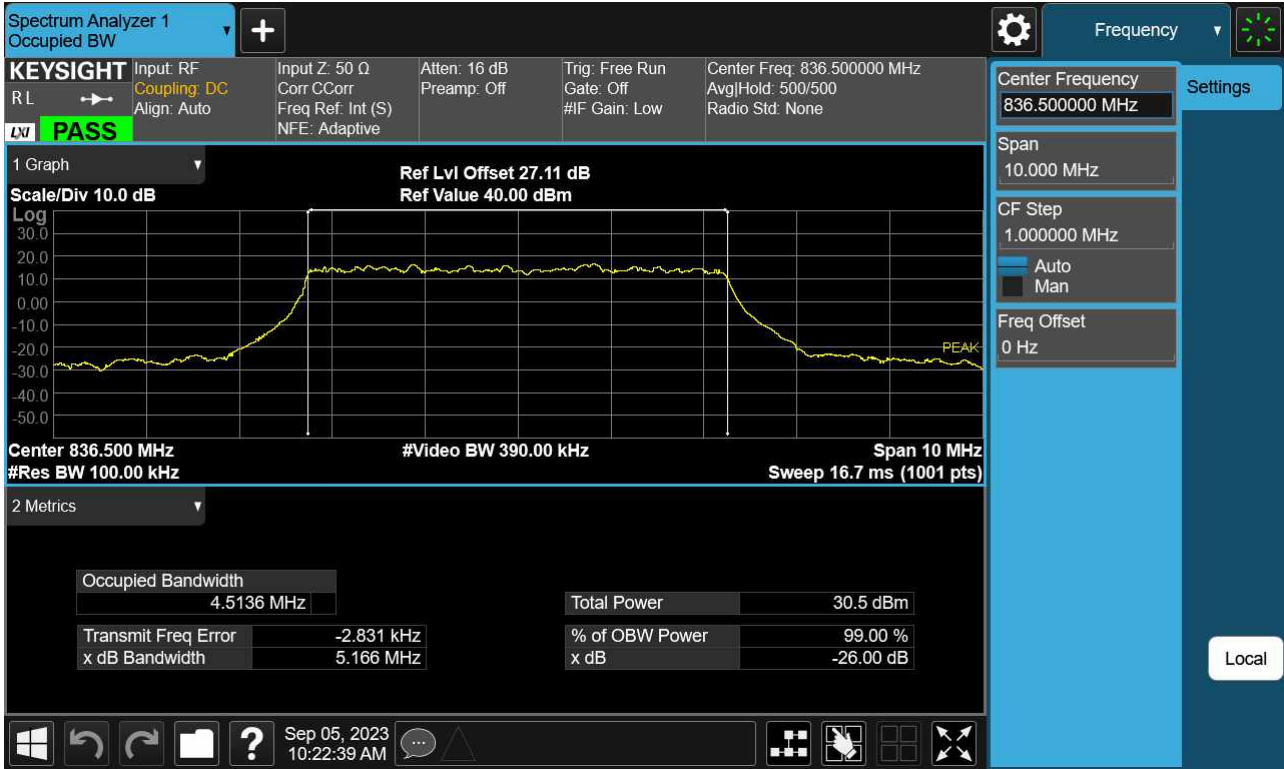 Spectrum Analyzer 1
Occupied BW
Frequency
KEYSIGHT
RL
LXI
PASS
Input: RF
Coupling: DC
Align: Auto
Input Z: 50 Ω
Corr CCorr
Freq Ref: Int (S)
NFE: Adaptive
Atten: 16 dB
Preamp: Off
Trig: Free Run
Gate: Off
#IF Gain: Low
Center Freq: 836.500000 MHz
Avg|Hold: 500/500
Radio Std: None
Center Frequency
836.500000 MHz
Settings
Span
10.000 MHz
CF Step
1.000000 MHz
Auto
Man
Freq Offset
0 Hz
Local
1 Graph
Scale/Div 10.0 dB
Ref Lvl Offset 27.11 dB
Ref Value 40.00 dBm
Log
30.0
20.0
10.0
0.00
-10.0
-20.0
-30.0
-40.0
-50.0
PEAK
Center 836.500 MHz
#Video BW 390.00 kHz
Span 10 MHz
#Res BW 100.00 kHz
Sweep 16.7 ms (1001 pts)
2 Metrics
Occupied Bandwidth
4.5136 MHz
Total Power 30.5 dBm
Transmit Freq Error -2.831 kHz
% of OBW Power 99.00 %
x dB Bandwidth 5.166 MHz
x dB -26.00 dB
?
Sep 05, 2023
10:22:39 AM